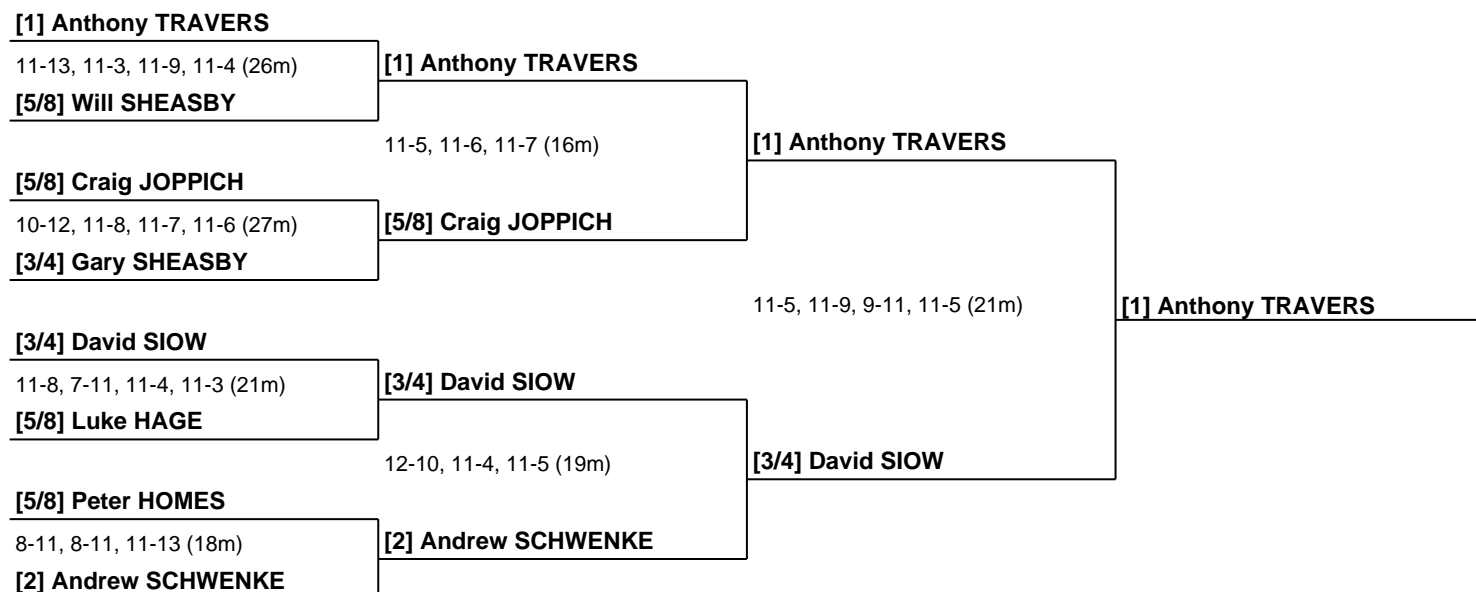 [1] Anthony TRAVERS
11-13, 11-3, 11-9, 11-4 (26m)
[1] Anthony TRAVERS
[5/8] Will SHEASBY
11-5, 11-6, 11-7 (16m)
[1] Anthony TRAVERS
[5/8] Craig JOPPICH
10-12, 11-8, 11-7, 11-6 (27m)
[5/8] Craig JOPPICH
[3/4] Gary SHEASBY
11-5, 11-9, 9-11, 11-5 (21m)
[1] Anthony TRAVERS
[3/4] David SIOW
11-8, 7-11, 11-4, 11-3 (21m)
[3/4] David SIOW
[5/8] Luke HAGE
12-10, 11-4, 11-5 (19m)
[3/4] David SIOW
[5/8] Peter HOMES
8-11, 8-11, 11-13 (18m)
[2] Andrew SCHWENKE
[2] Andrew SCHWENKE